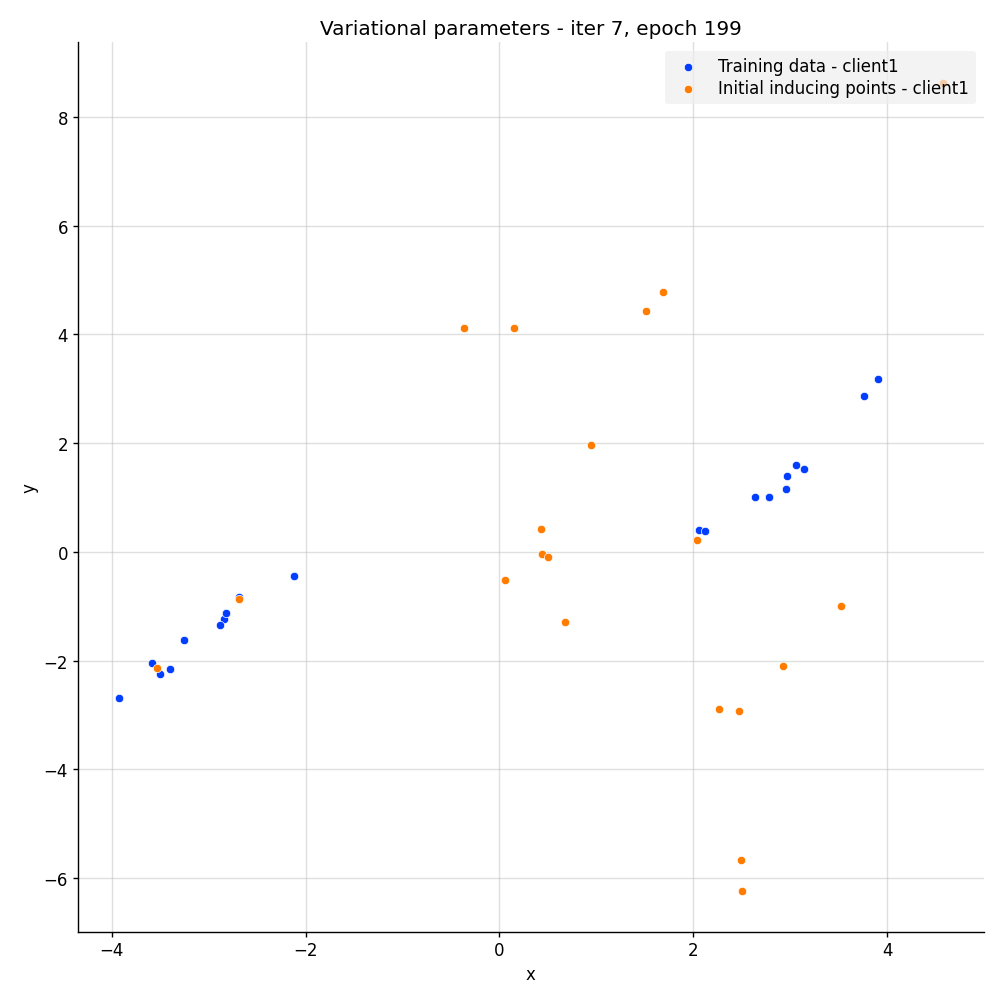 Variational parameters - iter 7, epoch 199
Training data - client1
Initial inducing points - client1
8
6
4
2
0
−2
−4
−6
y
−4
−2
0
2
4
x